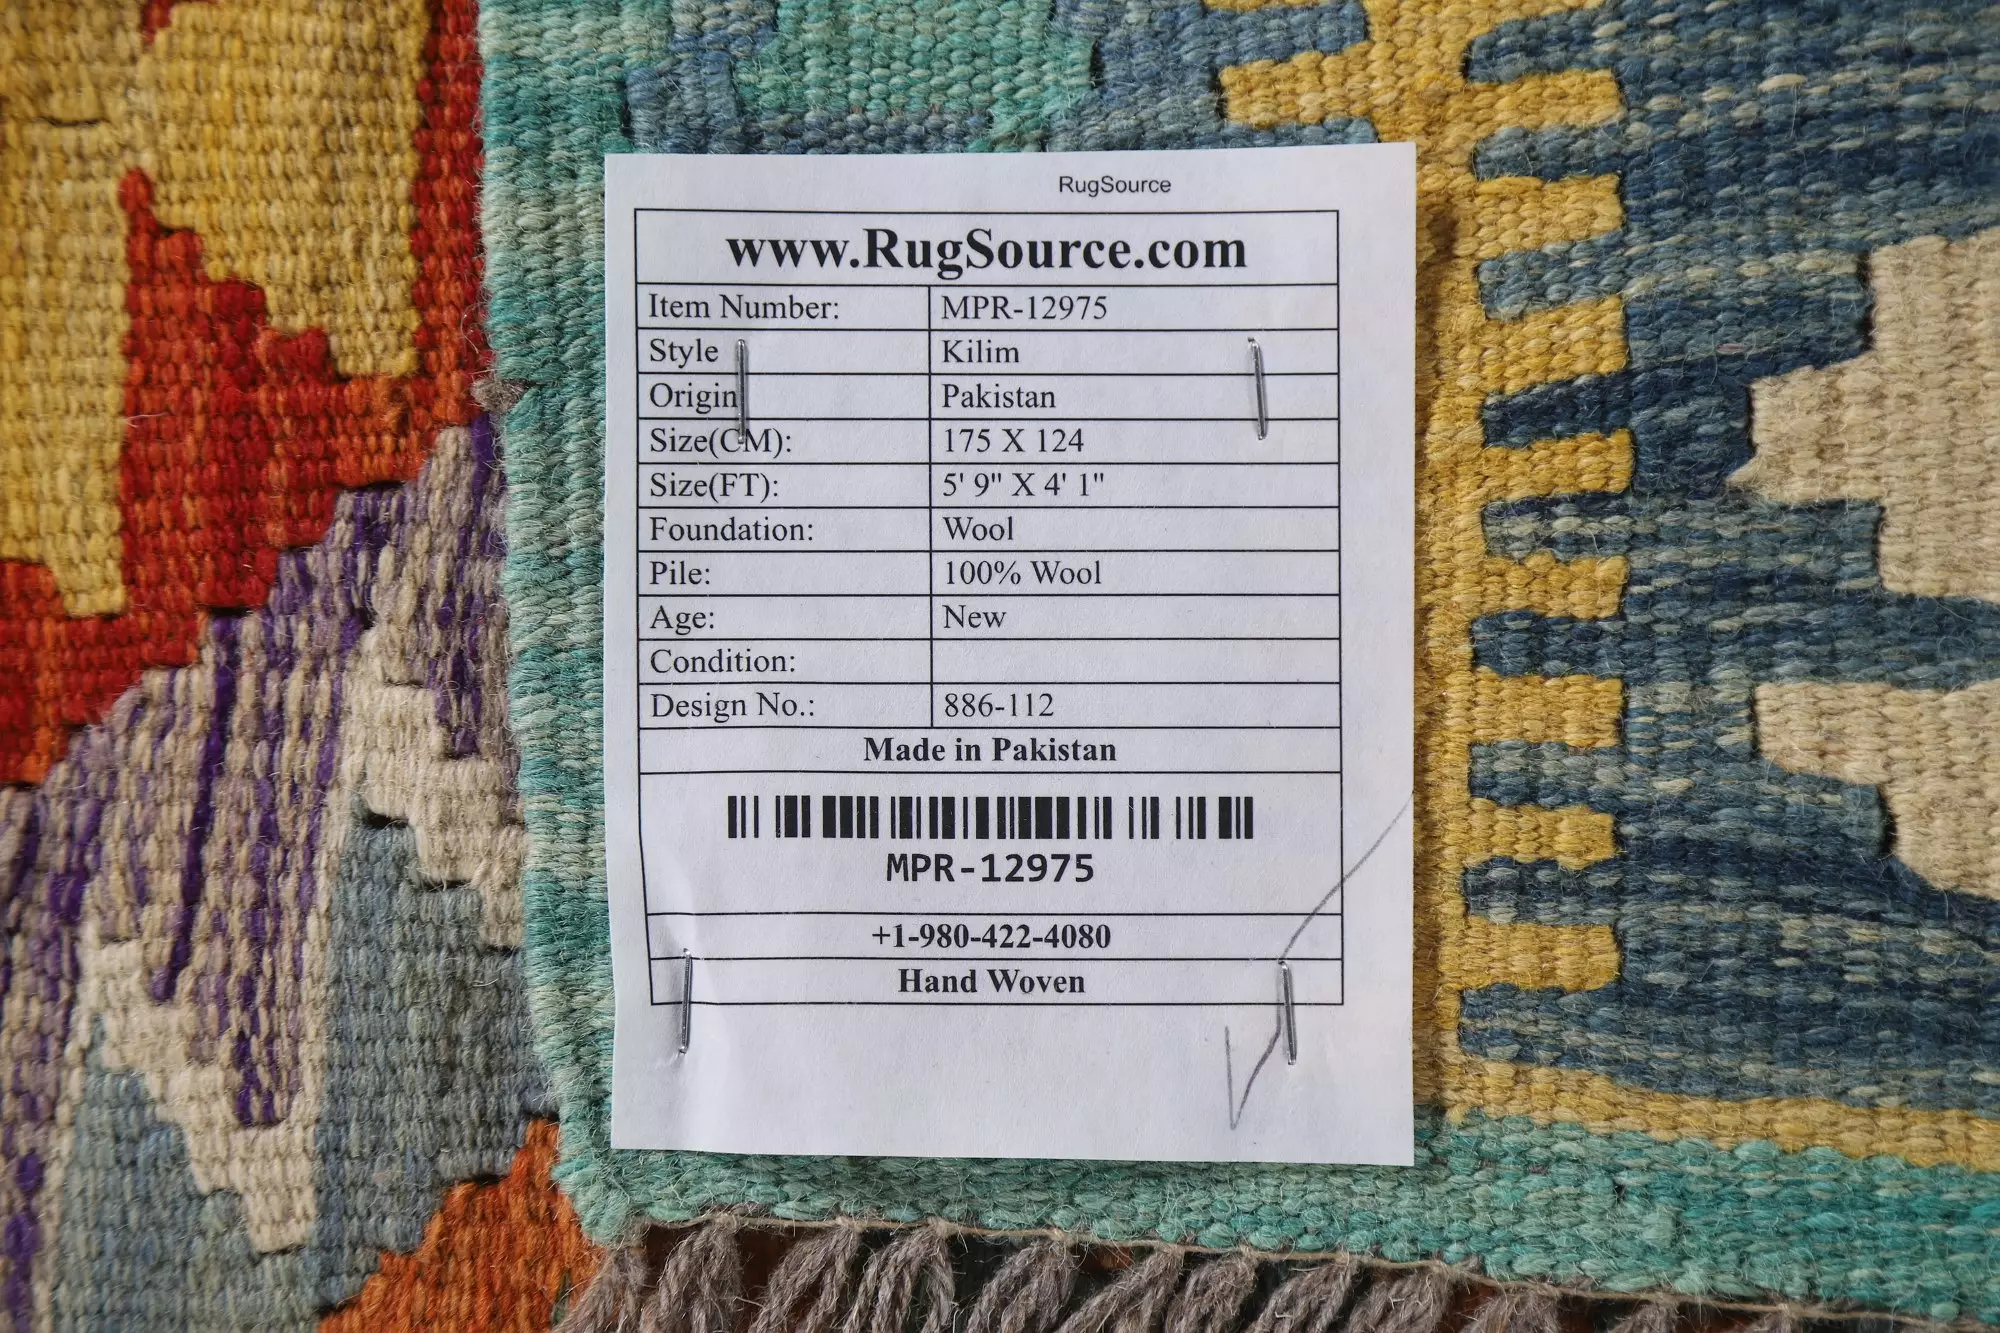 RugSource
www.RugSource.com
Item Number: MPR-12975
Style Kilim
Origin Pakistan
Size(CM): 175 X 124
Size(FT): 5' 9" X 4' 1"
Foundation: Wool
Pile: 100% Wool
Age: New
Condition:
Design No.: 886-112
Made in Pakistan
MPR-12975
+1-980-422-4080
Hand Woven